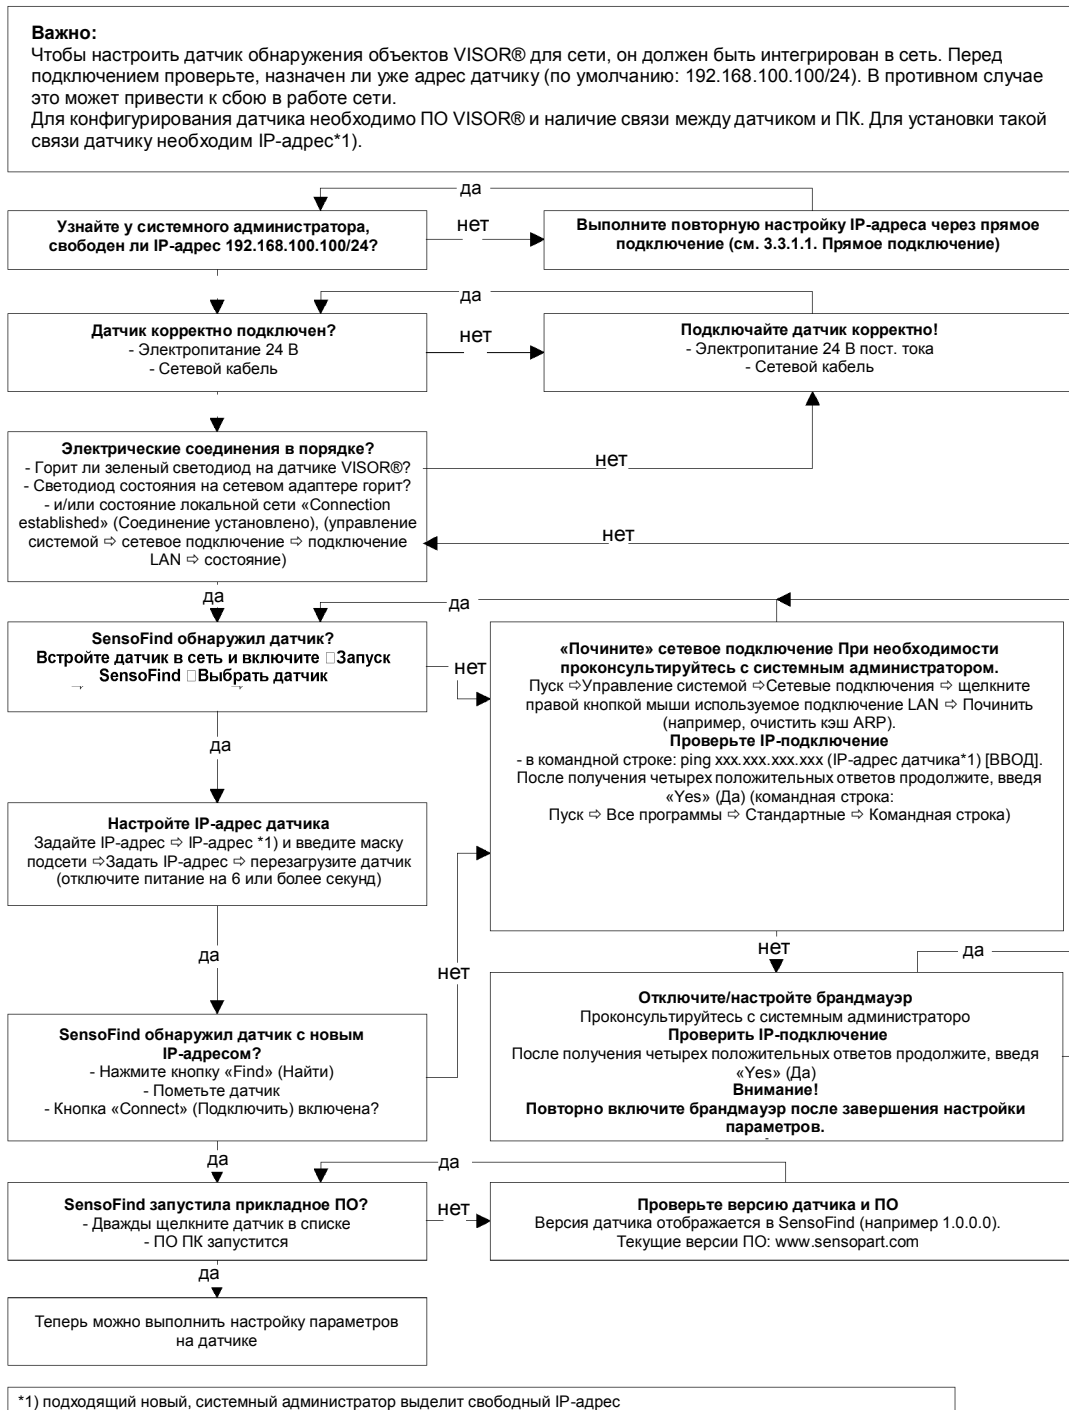 Важно:
Чтобы настроить датчик обнаружения объектов VISOR® для сети, он должен быть интегрирован в сеть. Перед
подключением проверьте, назначен ли уже адрес датчику (по умолчанию: 192.168.100.100/24). В противном случае
это может привести к сбою в работе сети.
Для конфигурирования датчика необходимо ПО VISOR® и наличие связи между датчиком и ПК. Для установки такой
связи датчику необходим IP-адрес*1).
да
Узнайте у системного администратора,
свободен ли IP-адрес 192.168.100.100/24?
нет
Выполните повторную настройку IP-адреса через прямое
подключение (см. 3.3.1.1. Прямое подключение)
да
Датчик корректно подключен?
- Электропитание 24 В
- Сетевой кабель
нет
Подключайте датчик корректно!
- Электропитание 24 В пост. тока
- Сетевой кабель
Электрические соединения в порядке?
- Горит ли зеленый светодиод на датчике VISOR®?
- Светодиод состояния на сетевом адаптере горит?
- и/или состояние локальной сети «Connection
established» (Соединение установлено), (управление
системой ⇨ сетевое подключение ⇨ подключение
LAN ⇨ состояние)
нет
нет
да
да
SensoFind обнаружил датчик?
Встройте датчик в сеть и включите □Запуск
SensoFind □Выбрать датчик
нет
«Почините» сетевое подключение При необходимости
проконсультируйтесь с системным администратором.
Пуск ⇨Управление системой ⇨Сетевые подключения ⇨ щелкните
правой кнопкой мыши используемое подключение LAN ⇨ Починить
(например, очистить кэш ARP).
Проверьте IP-подключение
- в командной строке: ping xxx.xxx.xxx.xxx (IP-адрес датчика*1) [ВВОД].
После получения четырех положительных ответов продолжите, введя
«Yes» (Да) (командная строка:
Пуск ⇨ Все программы ⇨ Стандартные ⇨ Командная строка)
да
Настройте IP-адрес датчика
Задайте IP-адрес ⇨ IP-адрес *1) и введите маску
подсети ⇨Задать IP-адрес ⇨ перезагрузите датчик
(отключите питание на 6 или более секунд)
да
нет
нет
да
Отключите/настройте брандмауэр
Проконсультируйтесь с системным администраторо
Проверить IP-подключение
После получения четырех положительных ответов продолжите, введя
«Yes» (Да)
Внимание!
Повторно включите брандмауэр после завершения настройки
параметров.
SensoFind обнаружил датчик с новым
IP-адресом?
- Нажмите кнопку «Find» (Найти)
- Пометьте датчик
- Кнопка «Connect» (Подключить) включена?
да
да
SensoFind запустила прикладное ПО?
- Дважды щелкните датчик в списке
- ПО ПК запустится
нет
Проверьте версию датчика и ПО
Версия датчика отображается в SensoFind (например 1.0.0.0).
Текущие версии ПО: www.sensopart.com
да
Теперь можно выполнить настройку параметров
на датчике
*1) подходящий новый, системный администратор выделит свободный IP-адрес